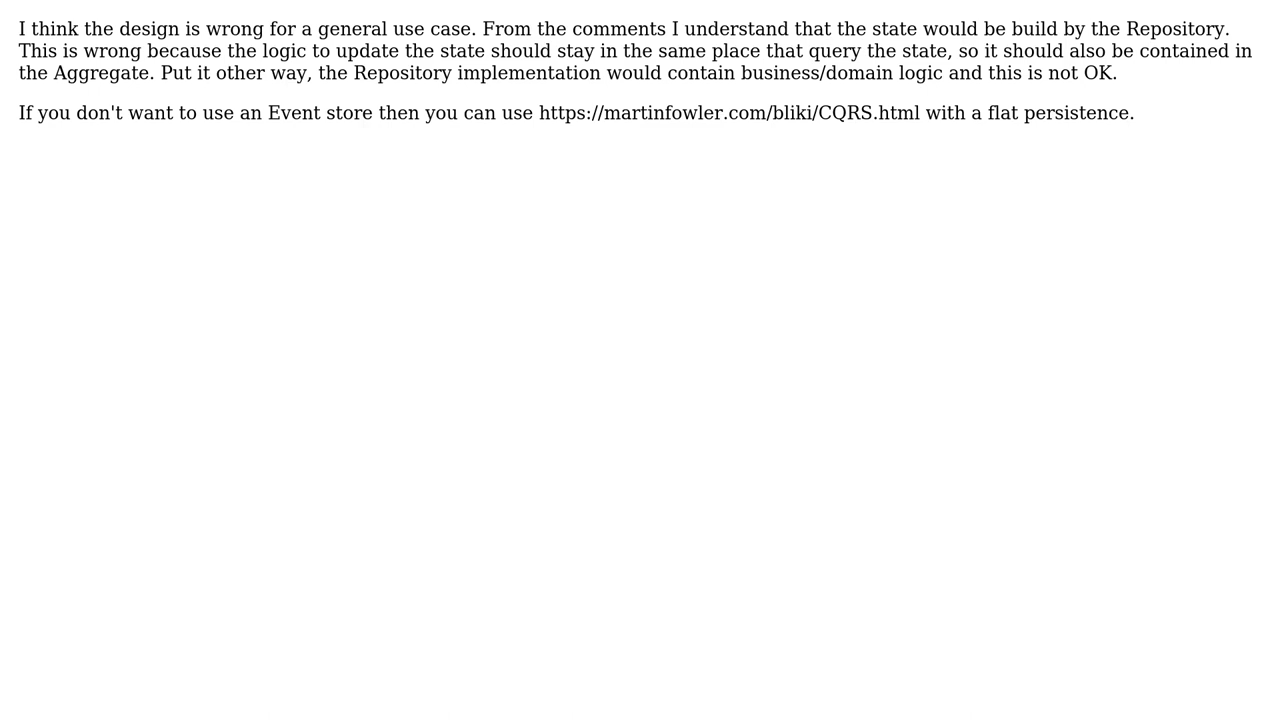 I think the design is wrong for a general use case. From the comments I understand that the state would be build by the Repository.
This is wrong because the logic to update the state should stay in the same place that query the state, so it should also be contained in
the Aggregate. Put it other way, the Repository implementation would contain business/domain logic and this is not OK.
If you don't want to use an Event store then you can use https://martinfowler.com/bliki/CQRS.html with a flat persistence.